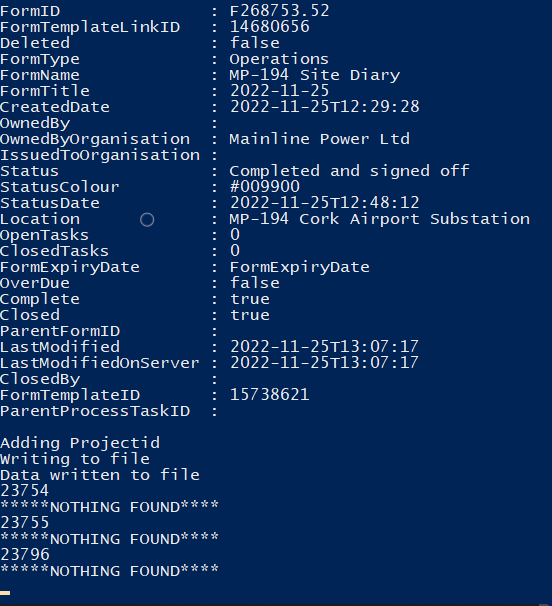 FormID : F268753.52
FormTemplateLinkID : 14680656
Deleted : false
FormType : Operations
FormName : MP-194 Site Diary
FormTitle : 2022-11-25
CreatedDate : 2022-11-25T12:29:28
OwnedBy :
OwnedByOrganisation : Mainline Power Ltd
IssuedToOrganisation :
Status : Completed and signed off
StatusColour : #009900
StatusDate : 2022-11-25T12:48:12
Location : MP-194 Cork Airport Substation
OpenTasks : 0
ClosedTasks : 0
FormExpiryDate : FormExpiryDate
OverDue : false
Complete : true
Closed : true
ParentFormID :
LastModified : 2022-11-25T13:07:17
LastModifiedOnServer : 2022-11-25T13:07:17
ClosedBy :
FormTemplateID : 15738621
ParentProcessTaskID :
Adding Projectid
Writing to file
Data written to file
23754
*****NOTHING FOUND****
23755
*****NOTHING FOUND****
23796
*****NOTHING FOUND****